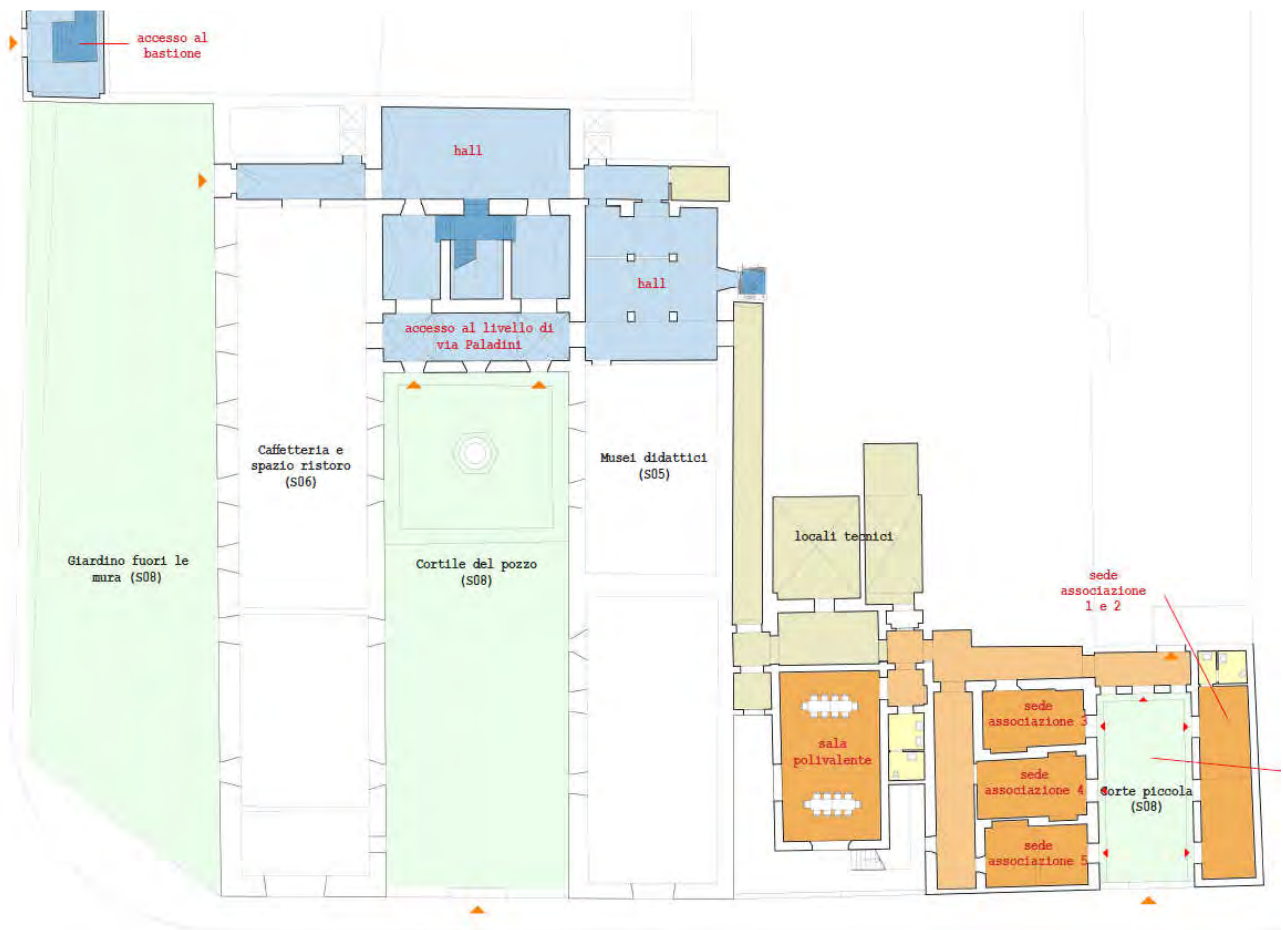 accesso al
bastione
hall
hall
accesso al livello di
via Paladini
Caffetteria e
spazio ristoro
(S06)
Musei didattici
(S05)
locali tecnici
Giardino fuori le
mura (S08)
Cortile del pozzo
(S08)
sede
associazione
1 e 2
sede
associazione 3
sala
polivalente
sede
associazione 4
Corte piccola
(S08)
sede
associazione 5